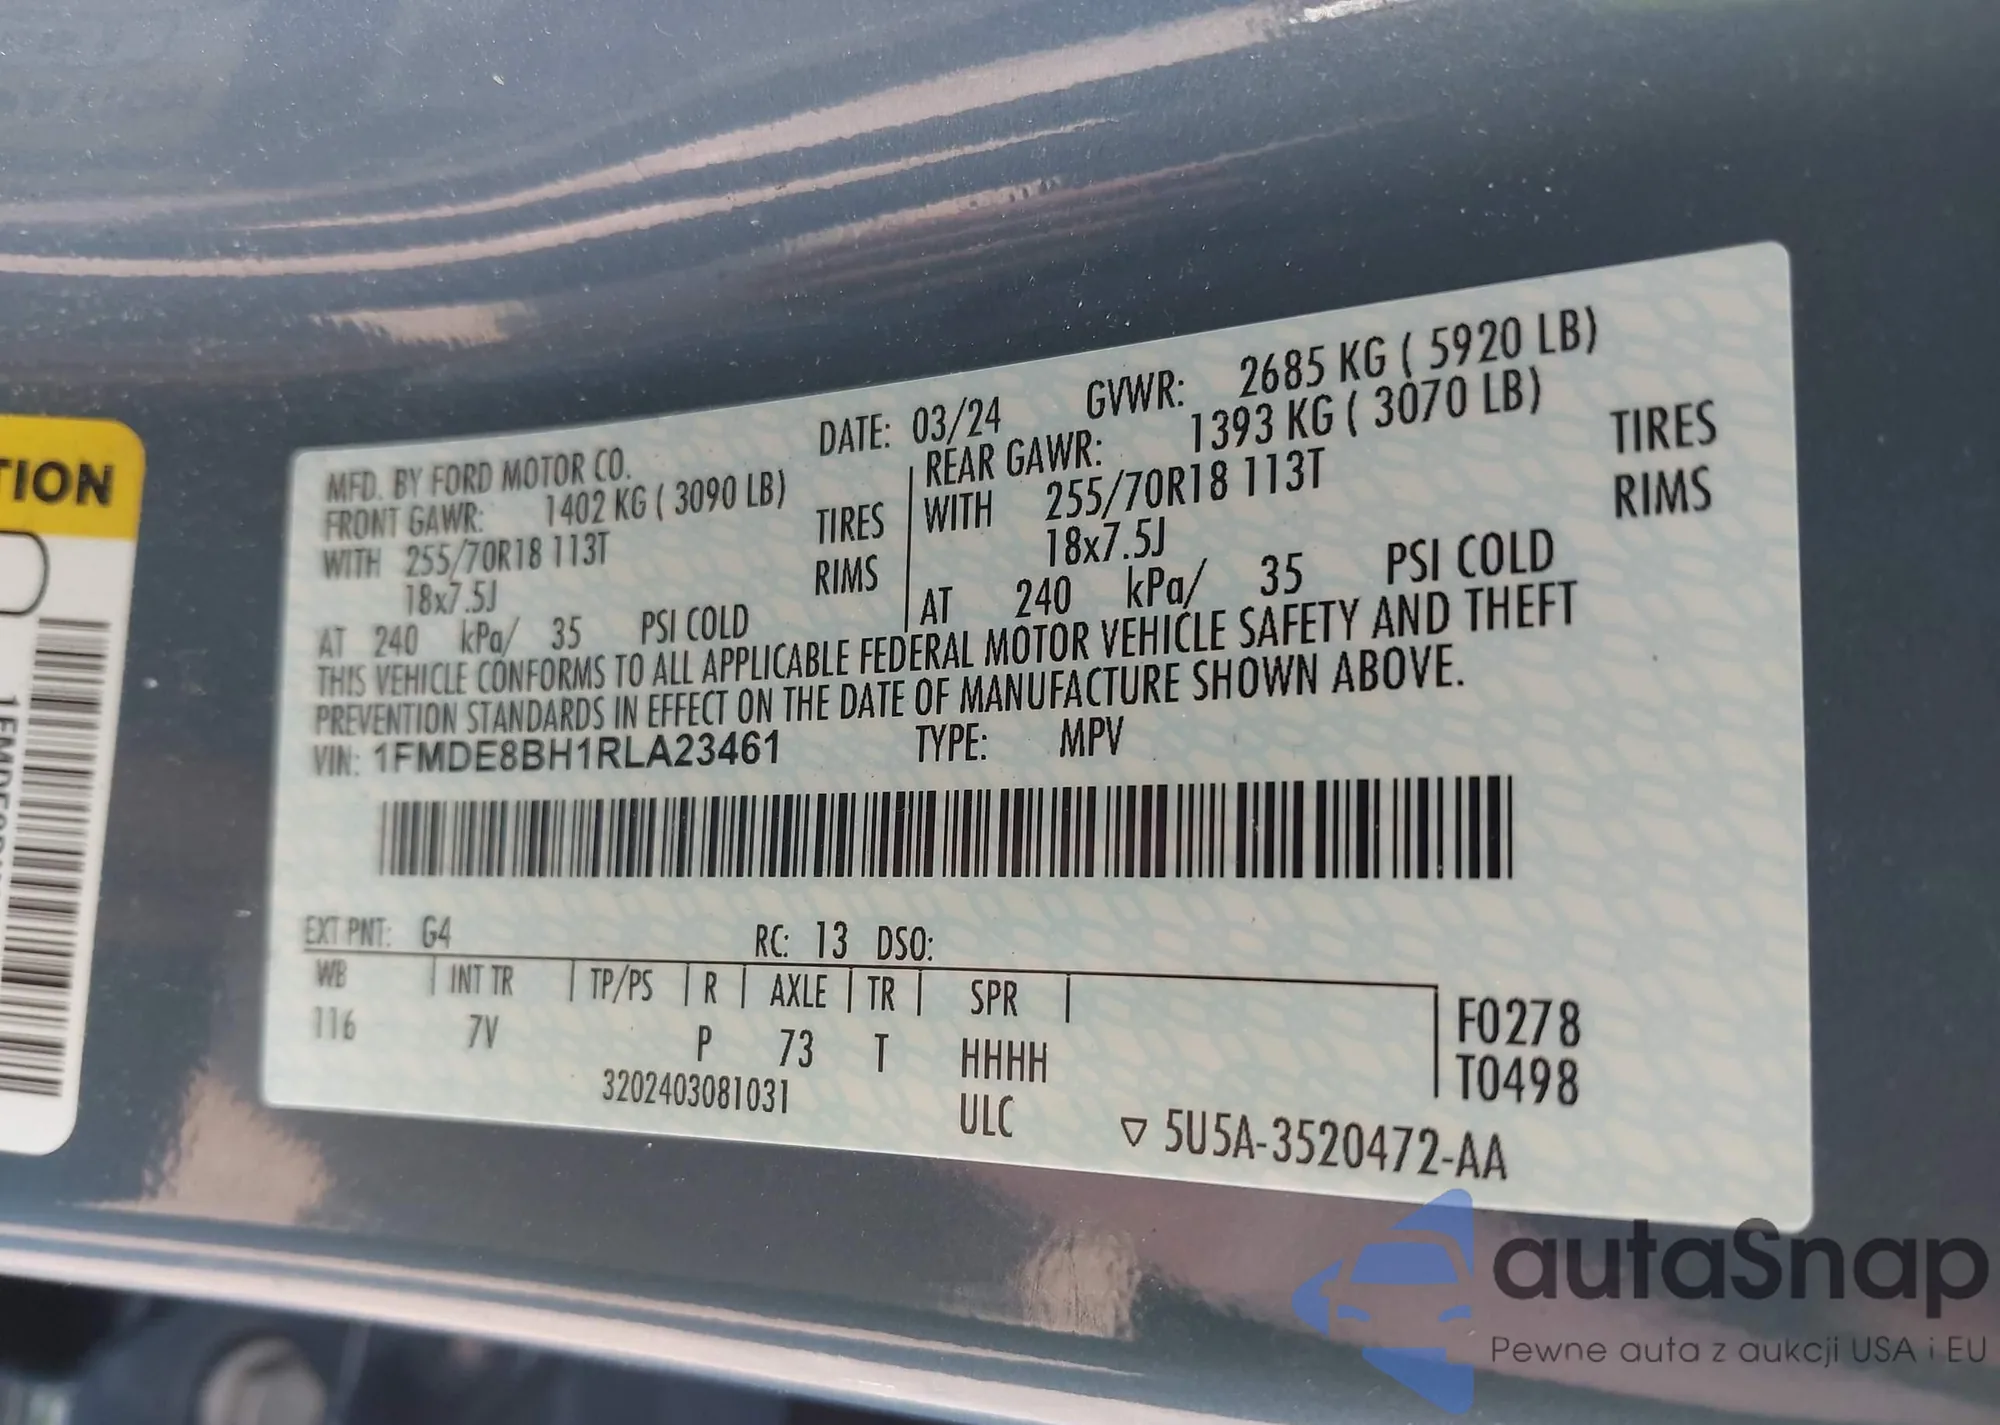 TION
1FMDE8BH
MFD. BY FORD MOTOR CO. DATE: 03/24 GVWR: 2685 KG ( 5920 LB)
FRONT GAWR: 1402 KG ( 3090 LB) REAR GAWR: 1393 KG ( 3070 LB)
WITH 255/70R18 113T TIRES WITH 255/70R18 113T TIRES
18x7.5J RIMS 18x7.5J RIMS
AT 240 kPa/ 35 PSI COLD AT 240 kPa/ 35 PSI COLD
THIS VEHICLE CONFORMS TO ALL APPLICABLE FEDERAL MOTOR VEHICLE SAFETY AND THEFT
PREVENTION STANDARDS IN EFFECT ON THE DATE OF MANUFACTURE SHOWN ABOVE.
VIN: 1FMDE8BH1RLA23461 TYPE: MPV
EXT PNT: G4 RC: 13 DSO:
WB INT TR TP/PS R AXLE TR SPR
116 7V P 73 T HHHH
F0278
T0498
3202403081031 ULC
▽ 5U5A-3520472-AA
autaSnap
Pewne auta z aukcji USA i EU